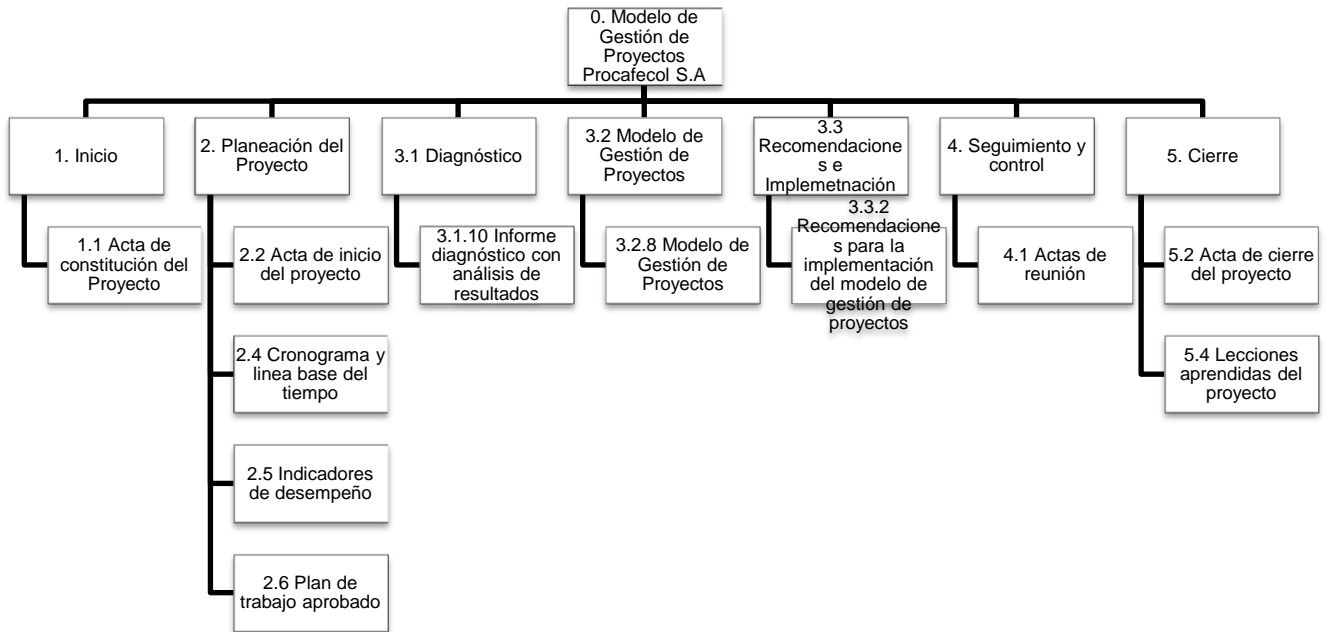 0. Modelo de
Gestión de
Proyectos
Procafecol S.A
1. Inicio
2. Planeación del
Proyecto
3.1 Diagnóstico
3.2 Modelo de
Gestión de
Proyectos
3.3
Recomendacione
s e
Implemetnación
4. Seguimiento y
control
5. Cierre
1.1 Acta de
constitución del
Proyecto
2.2 Acta de inicio
del proyecto
2.4 Cronograma y
linea base del
tiempo
2.5 Indicadores
de desempeño
2.6 Plan de
trabajo aprobado
3.1.10 Informe
diagnóstico con
análisis de
resultados
3.2.8 Modelo de
Gestión de
Proyectos
3.3.2
Recomendacione
s para la
implementación
del modelo de
gestión de
proyectos
4.1 Actas de
reunión
5.2 Acta de cierre
del proyecto
5.4 Lecciones
aprendidas del
proyecto